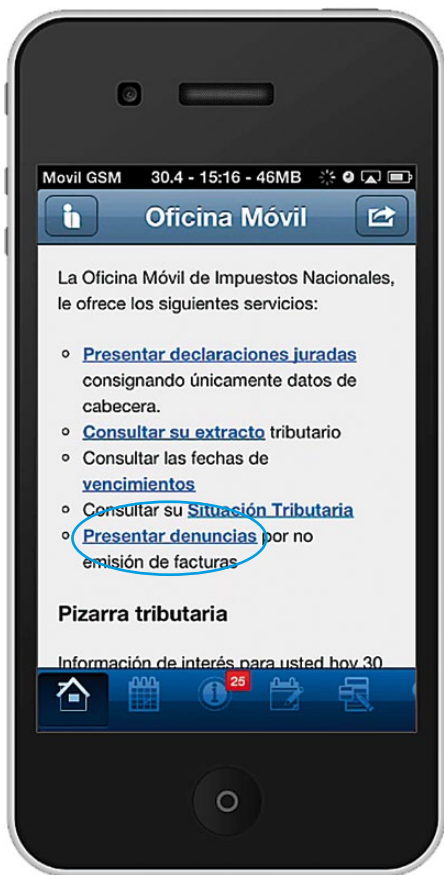 Movil GSM 30.4 - 15:16 - 46MB
Oficina Móvil
La Oficina Móvil de Impuestos Nacionales,
le ofrece los siguientes servicios:
Presentar declaraciones juradas
consignando únicamente datos de
cabecera.
Consultar su extracto tributario
Consultar las fechas de
vencimientos
Consultar su Situación Tributaria
Presentar denuncias por no
emisión de facturas
Pizarra tributaria
Información de interés para usted hoy 30
25